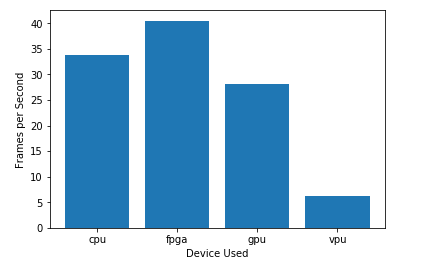 Frames per Second
40
35
30
25
20
15
10
5
0
cpu
fpga
gpu
vpu
Device Used